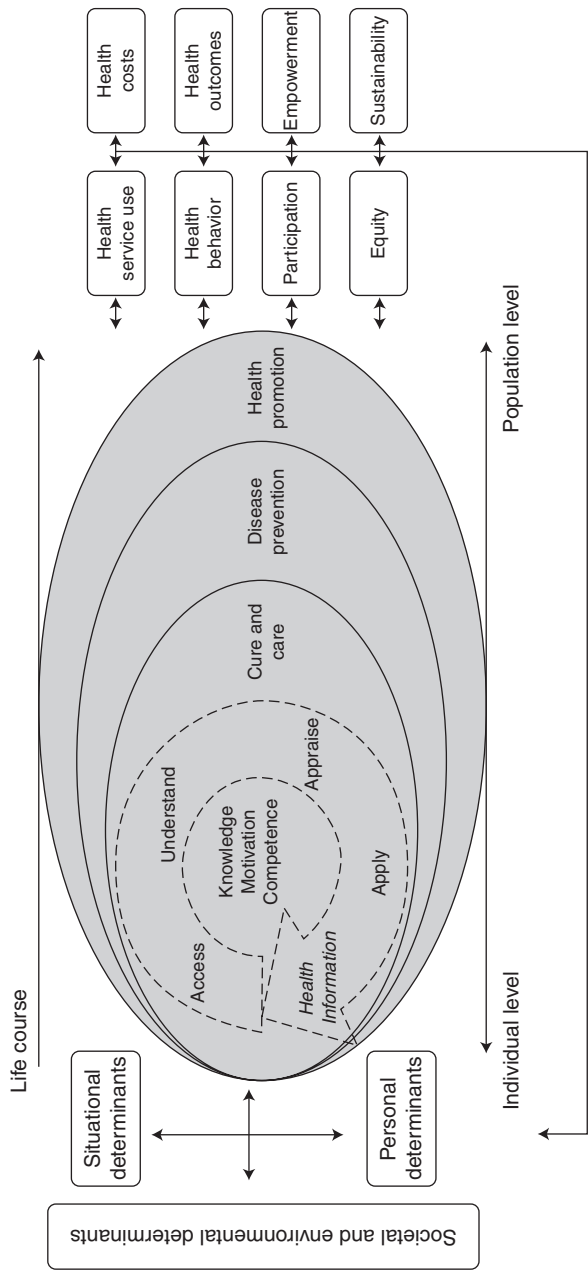 Societal and environmental determinants
Situational
determinants
Personal
determinants
Life course
Individual level
Population level
Access
Understand
Appraise
Apply
Health
Information
Knowledge
Motivation
Competence
Cure and
care
Disease
prevention
Health
promotion
Health
service use
Health
costs
Health
behavior
Health
outcomes
Participation
Empowerment
Equity
Sustainability